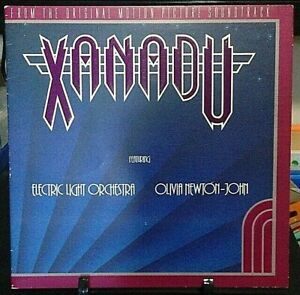 FROM THE ORIGINAL MOTION PICTURE SOUNDTRACK
XANADU
FEATURING
ELECTRIC LIGHT ORCHESTRA OLIVIA NEWTON-JOHN